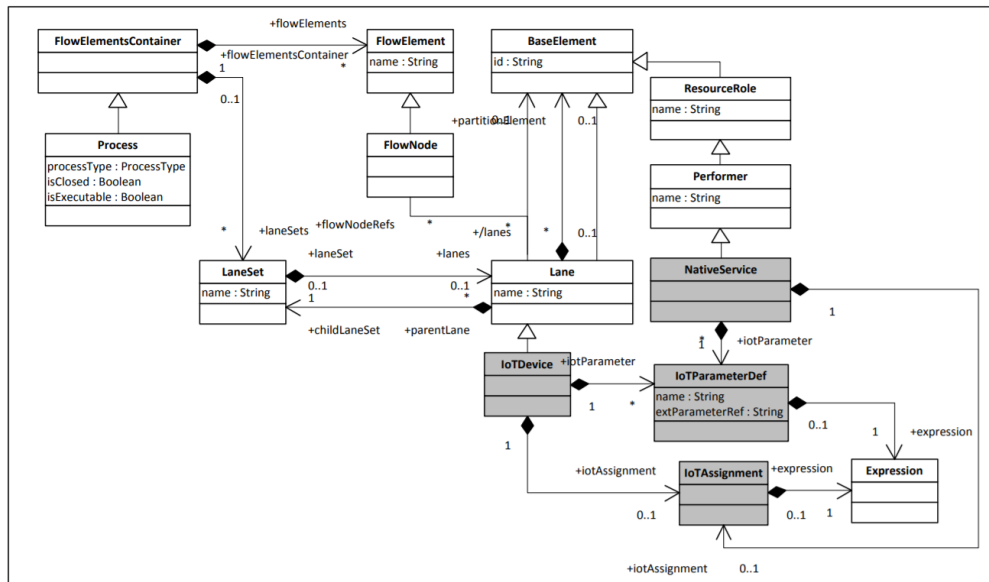 +flowElements
FlowElementsContainer
FlowElement
BaseElement
+flowElementsContainer
name : String
id : String
1
*
ResourceRole
0..1
name : String
0..1
+partitionElement
0..1
Process
FlowNode
processType : ProcessType
isClosed : Boolean
isExecutable : Boolean
Performer
name : String
*
+laneSets
+flowNodeRefs
*
*
+/lanes
*
0..1
LaneSet
+laneSet
+lanes
Lane
NativeService
name : String
0..1
0..1
name : String
1
*
1
+childLaneSet
+parentLane
*
1
+iotParameter
IoTDevice
+iotParameter
IoTParameterDef
name : String
extParameterRef : String
1
*
0..1
1
+expression
1
+iotAssignment
IoTAssignment
+expression
Expression
0..1
0..1
1
+iotAssignment
0..1